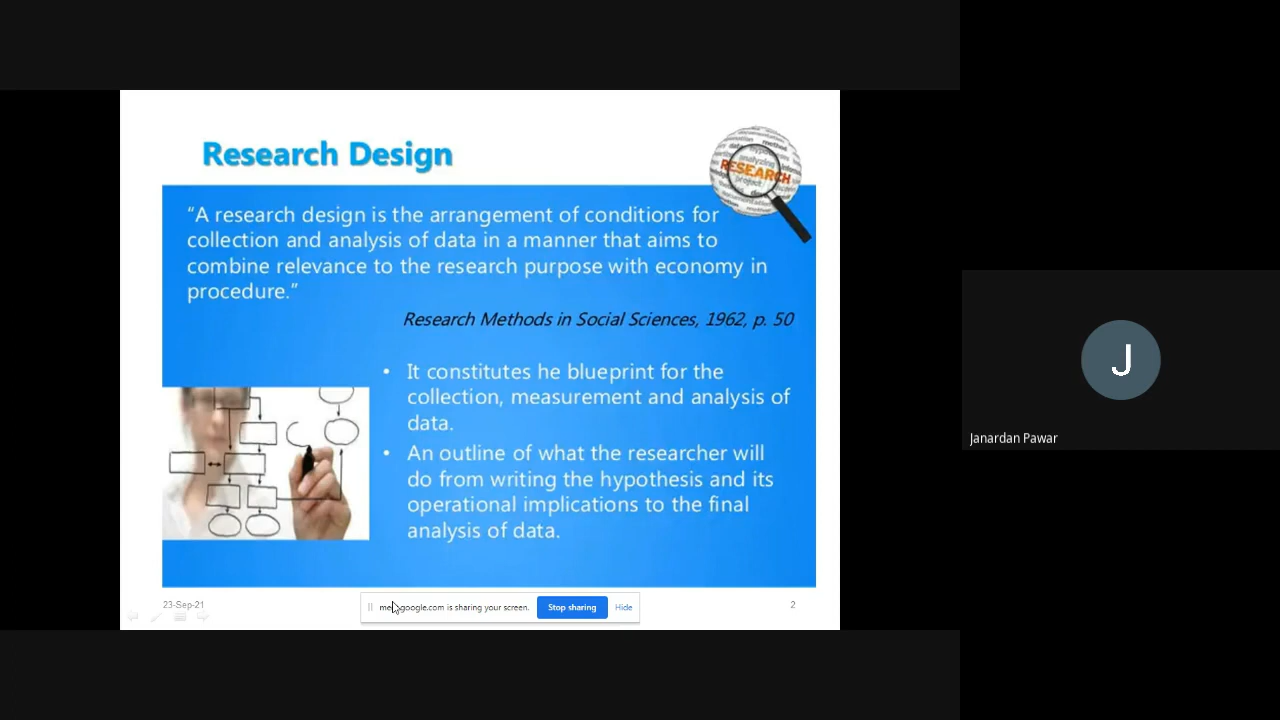 Research Design
RESEARCH
analyzing
project
method
“A research design is the arrangement of conditions for
collection and analysis of data in a manner that aims to
combine relevance to the research purpose with economy in
procedure.”
Research Methods in Social Sciences, 1962, p. 50
• It constitutes he blueprint for the
collection, measurement and analysis of
data.
• An outline of what the researcher will
do from writing the hypothesis and its
operational implications to the final
analysis of data.
23-Sep-21
google.com is sharing your screen.
Stop sharing
Hide
2
J
Janardan Pawar